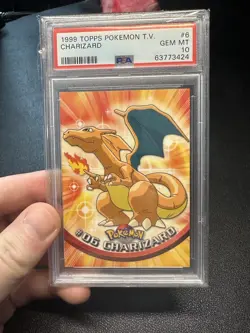 1999 TOPPS POKEMON T.V. #6
CHARIZARD GEM MT
10
PSA 63773424
POKéMON
#06 CHARIZARD